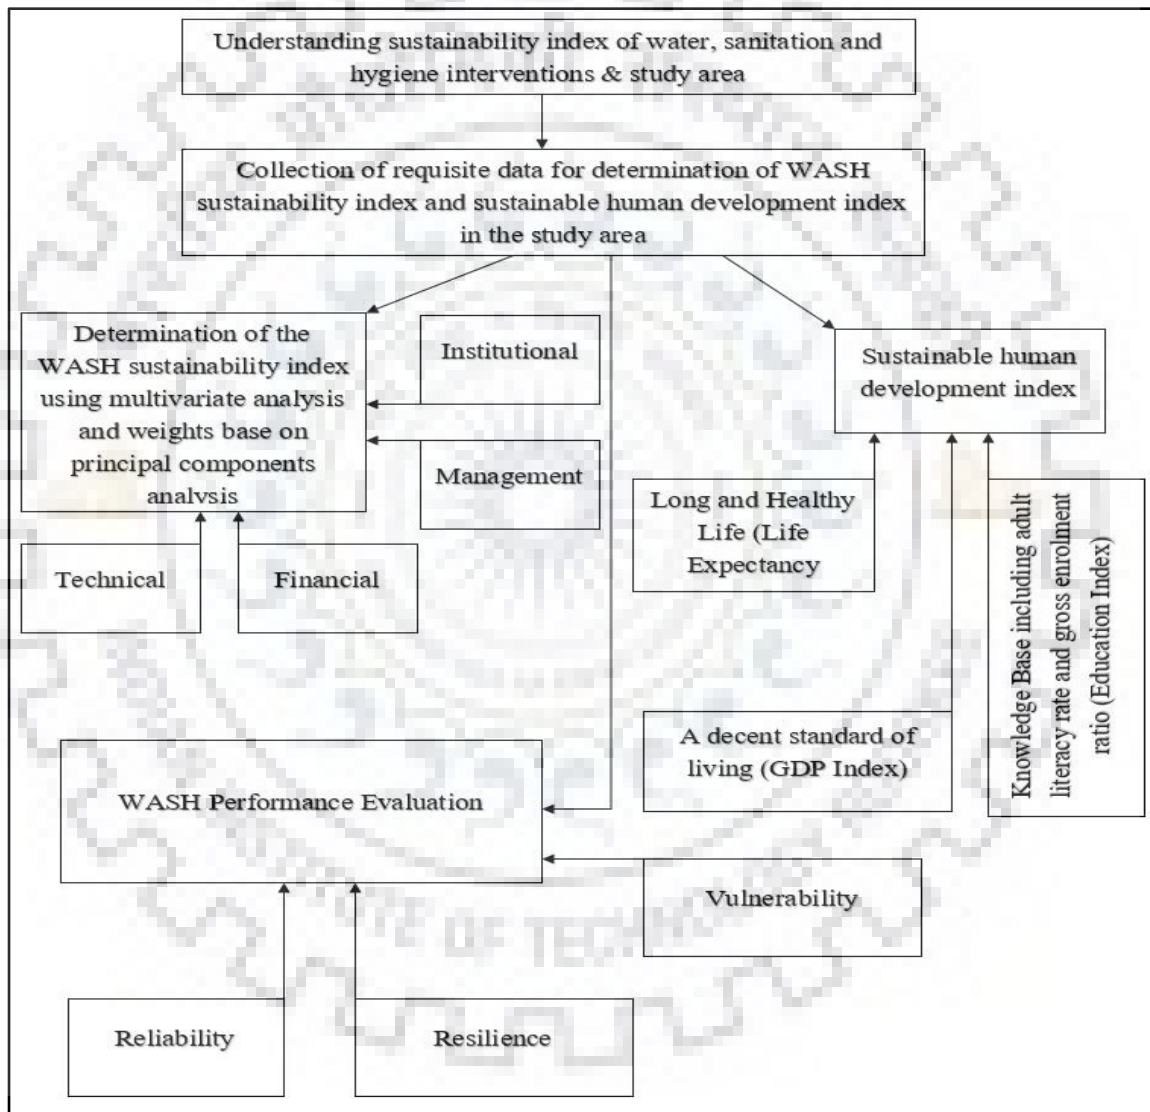 Understanding sustainability index of water, sanitation and
hygiene interventions & study area
Collection of requisite data for determination of WASH
sustainability index and sustainable human development index
in the study area
Determination of the
WASH sustainability index
using multivariate analysis
and weights base on
principal components
analysis
Institutional
Management
Technical
Financial
Sustainable human
development index
Long and Healthy
Life (Life
Expectancy)
A decent standard of
living (GDP Index)
Knowledge Base including adult
literacy rate and gross enrolment
ratio (Education Index)
WASH Performance Evaluation
Vulnerability
Reliability
Resilience
OF TECHNO